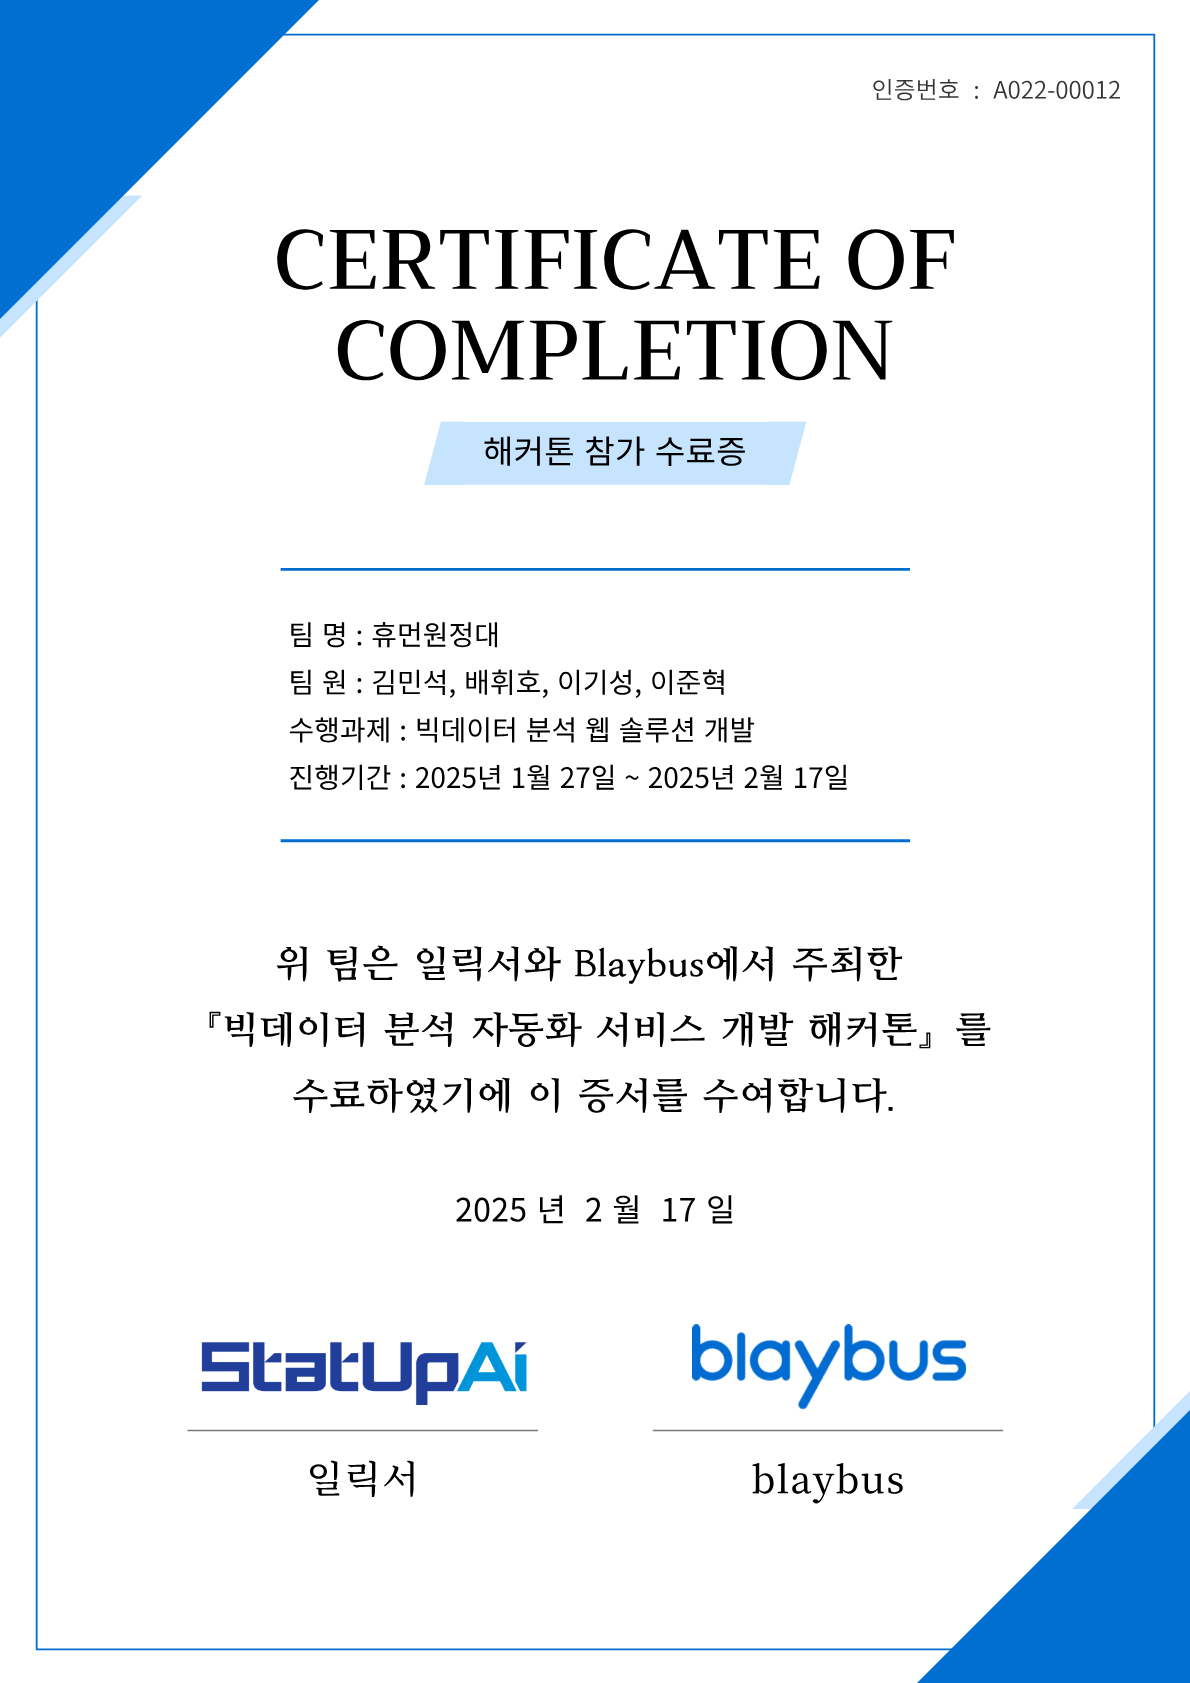 인증번호 : A022-00012
CERTIFICATE OF
COMPLETION
해커톤 참가 수료증
팀 명 : 휴먼원정대
팀 원 : 김민석, 배휘호, 이기성, 이준혁
수행과제 : 빅데이터 분석 웹 솔루션 개발
진행기간 : 2025년 1월 27일 ~ 2025년 2월 17일
위 팀은 일릭서와 Blaybus에서 주최한
『빅데이터 분석 자동화 서비스 개발 해커톤』 를
수료하였기에 이 증서를 수여합니다.
2025 년 2 월 17 일
StatUpAi
blaybus
일릭서
blaybus